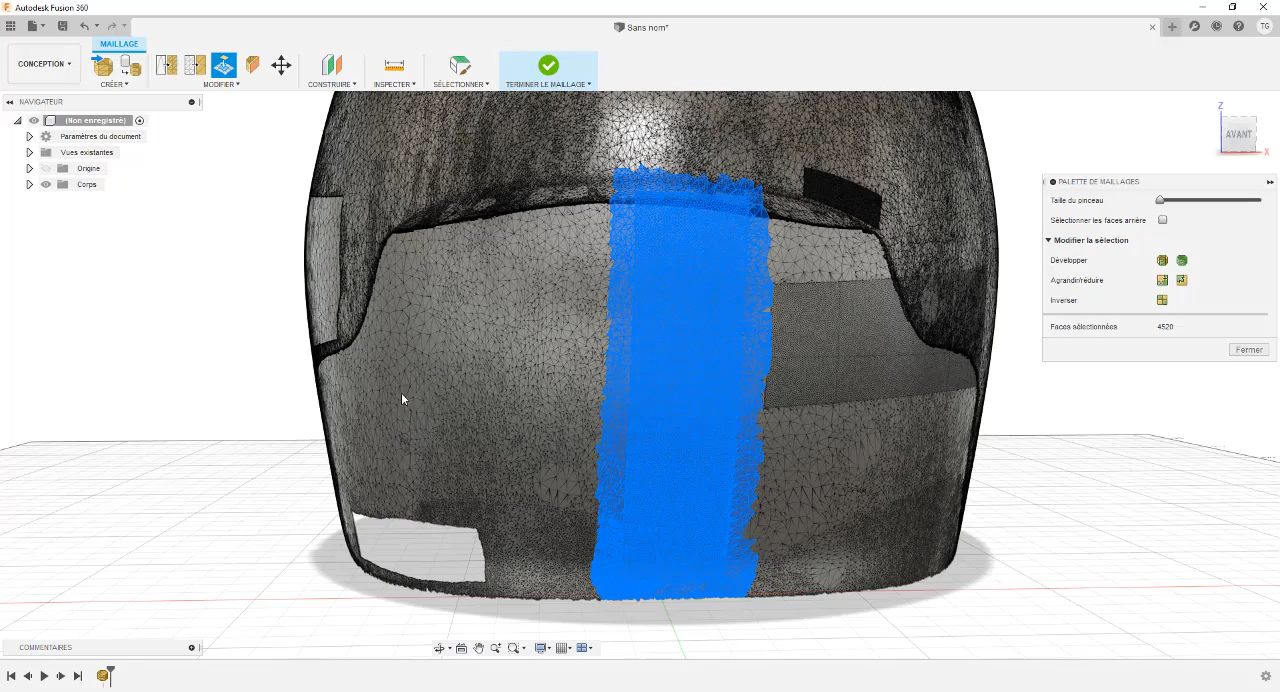 Autodesk Fusion 360
Sans nom*
TG
MAILLAGE
CONCEPTION
CRÉER
MODIFIER
CONSTRUIRE
INSPECTER
SÉLECTIONNER
TERMINER LE MAILLAGE
NAVIGATEUR
(Non enregistré)
Paramètres du document
Vues existantes
Origine
Corps
Z
AVANT
X
PALETTE DE MAILLAGES
Taille du pinceau
Sélectionner les faces arrière
Modifier la sélection
Développer
Agrandir/réduire
Inverser
Faces sélectionnées 4520
Fermer
COMMENTAIRES